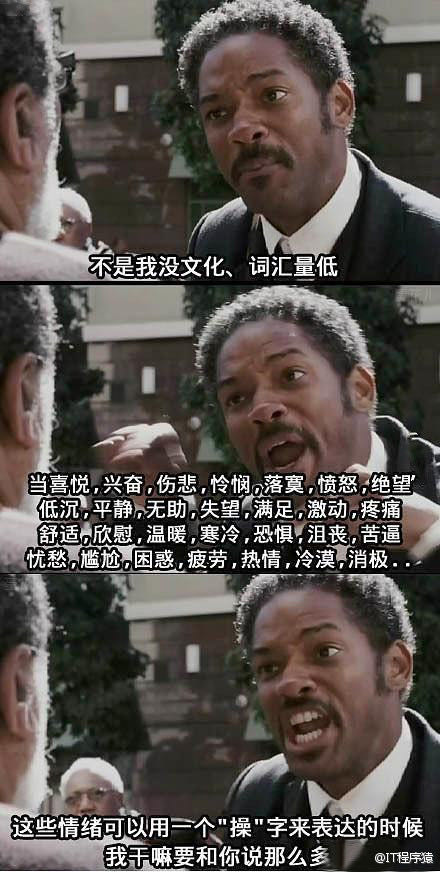 不是我没文化、词汇量低
当喜悦,兴奋,伤悲,怜悯,落寞,愤怒,绝望
低沉,平静,无助,失望,满足,激动,疼痛
舒适,欣慰,温暖,寒冷,恐惧,沮丧,苦逼
忧愁,尴尬,困惑,疲劳,热情,冷漠,消极...
这些情绪可以用一个"操"字来表达的时候
我干嘛要和你说那么多
@IT程序猿